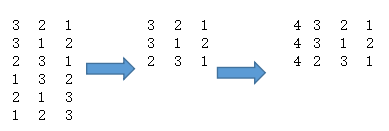 3 2 1
3 1 2
2 3 1
1 3 2
2 1 3
1 2 3
3 2 1
3 1 2
2 3 1
4 3 2 1
4 3 1 2
4 2 3 1